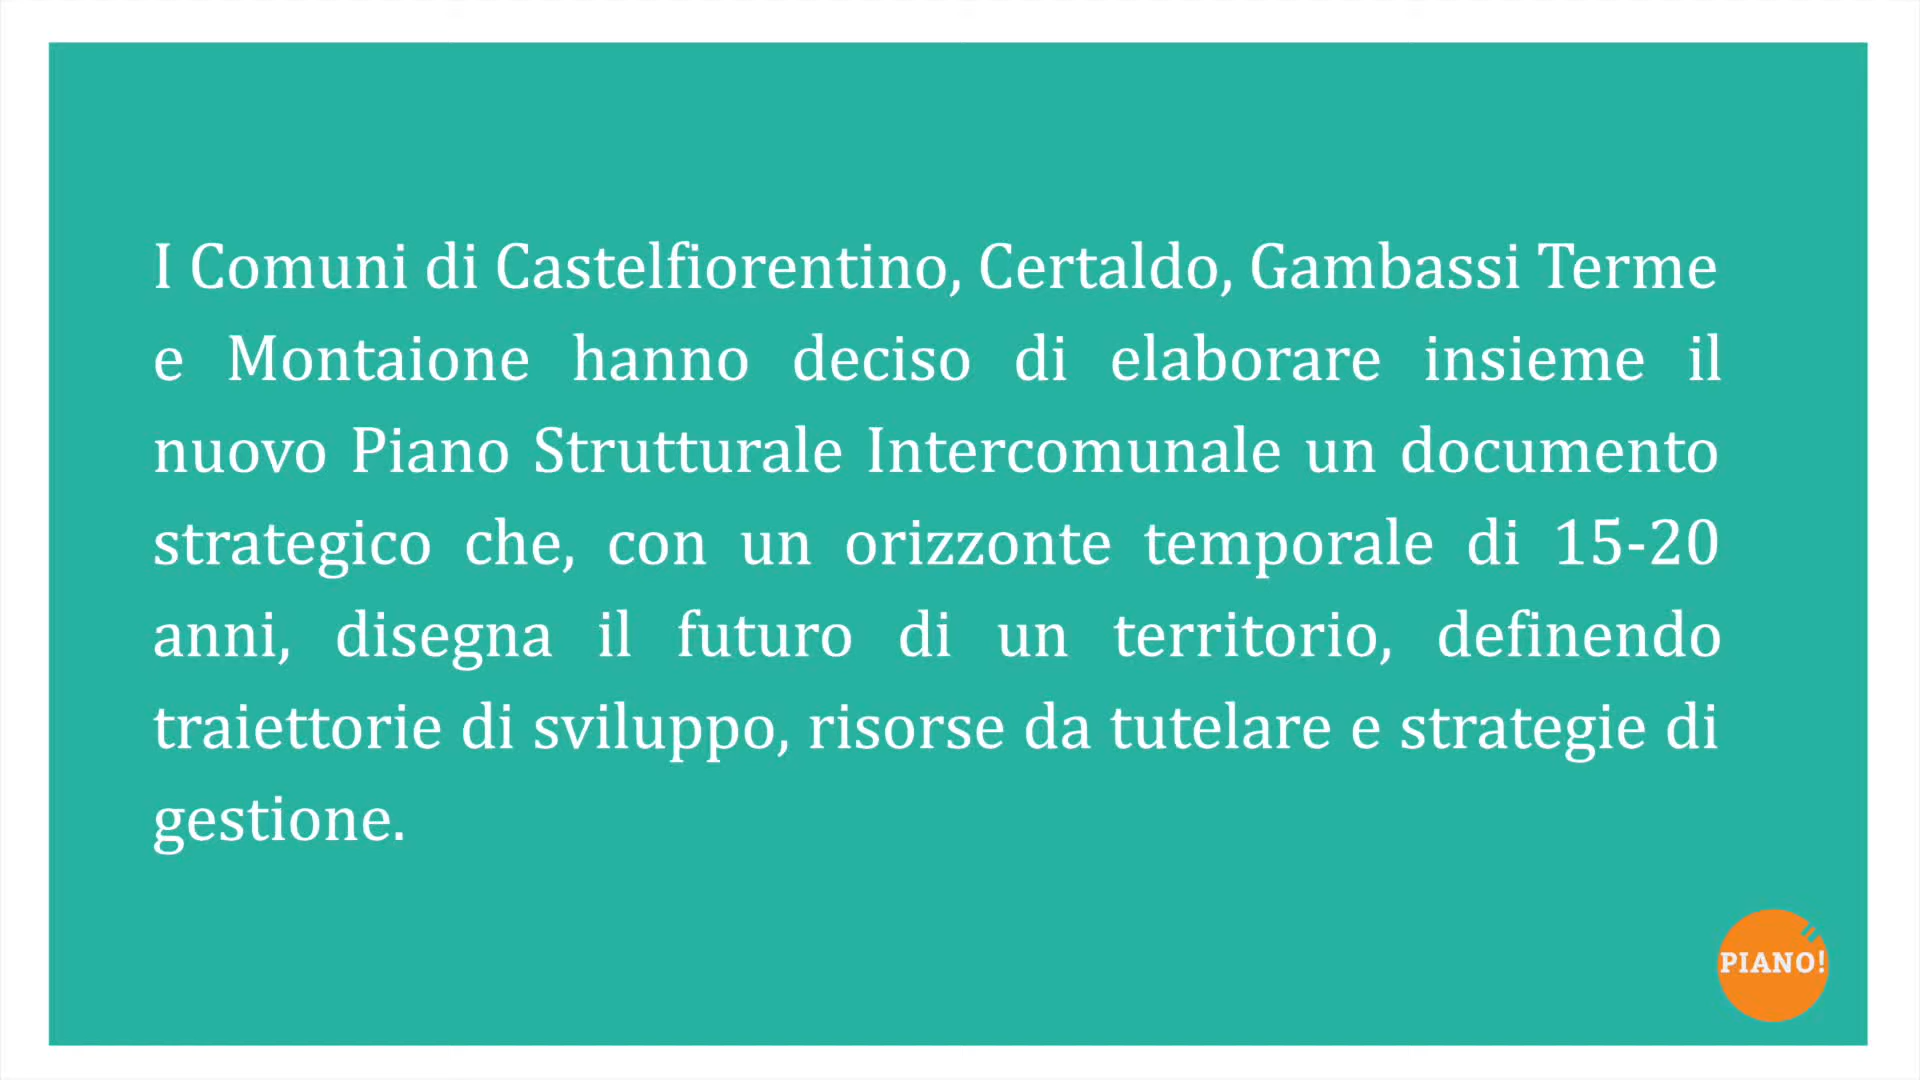 I Comuni di Castelfiorentino, Certaldo, Gambassi Terme
e Montaione hanno deciso di elaborare insieme il
nuovo Piano Strutturale Intercomunale un documento
strategico che, con un orizzonte temporale di 15-20
anni, disegna il futuro di un territorio, definendo
traiettorie di sviluppo, risorse da tutelare e strategie di
gestione.
PIANO!